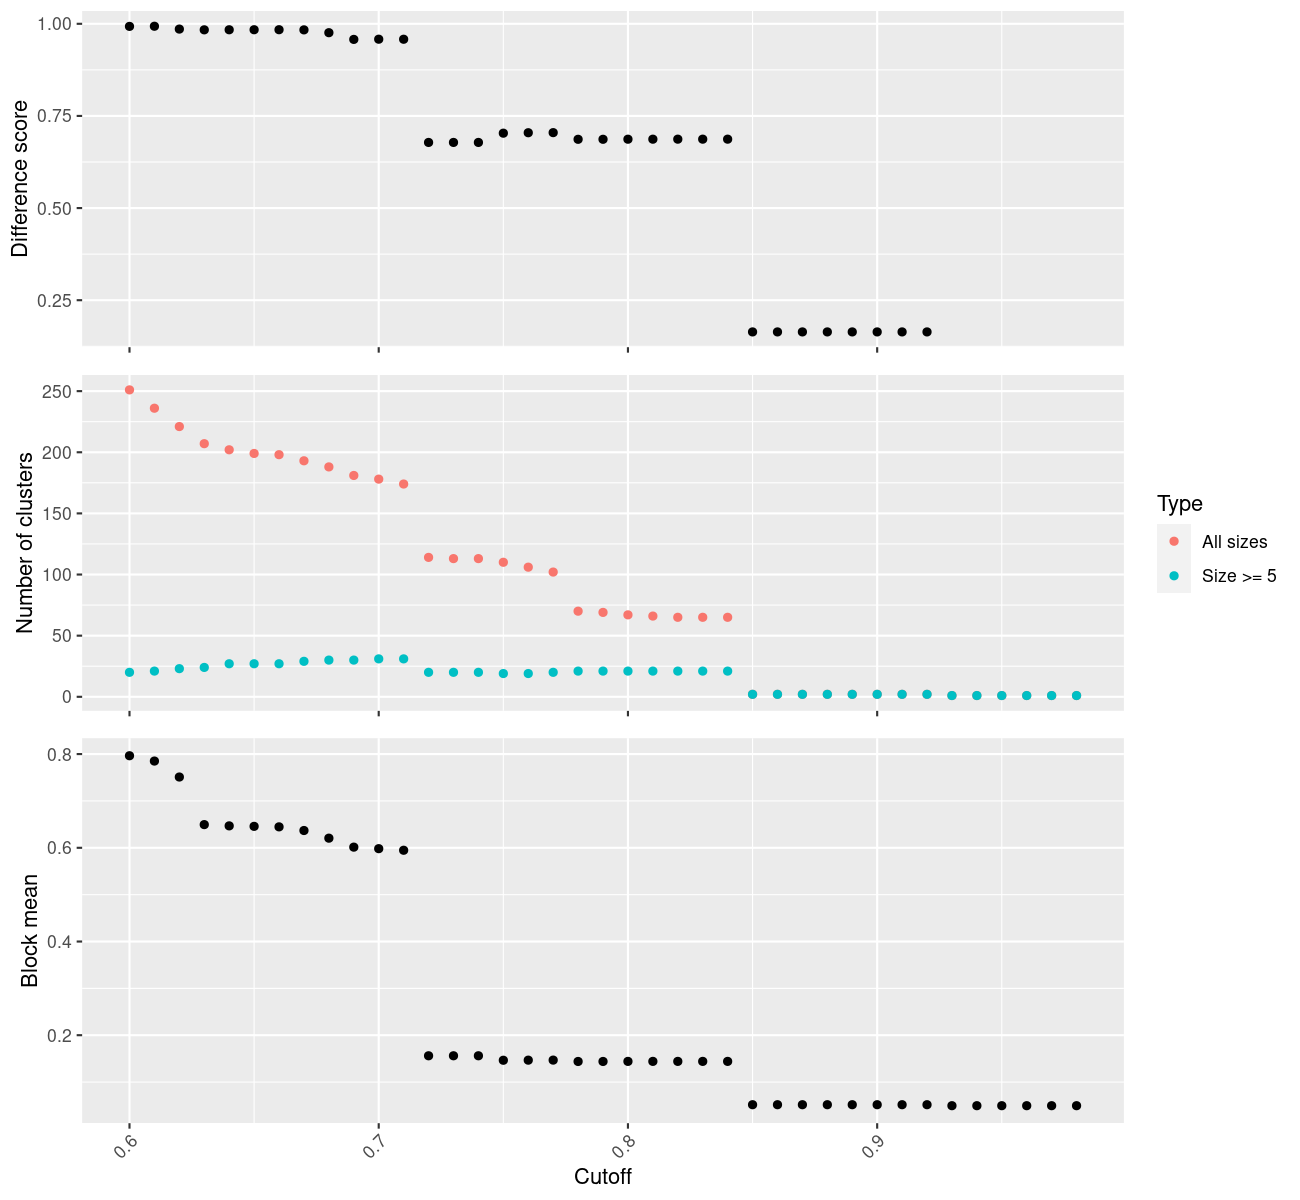 1.00
0.75
0.50
0.25
Difference score
250
200
150
100
50
0
Number of clusters
Type
All sizes
Size >= 5
0.8
0.6
0.4
0.2
Block mean
0.6 0.7 0.8 0.9
Cutoff